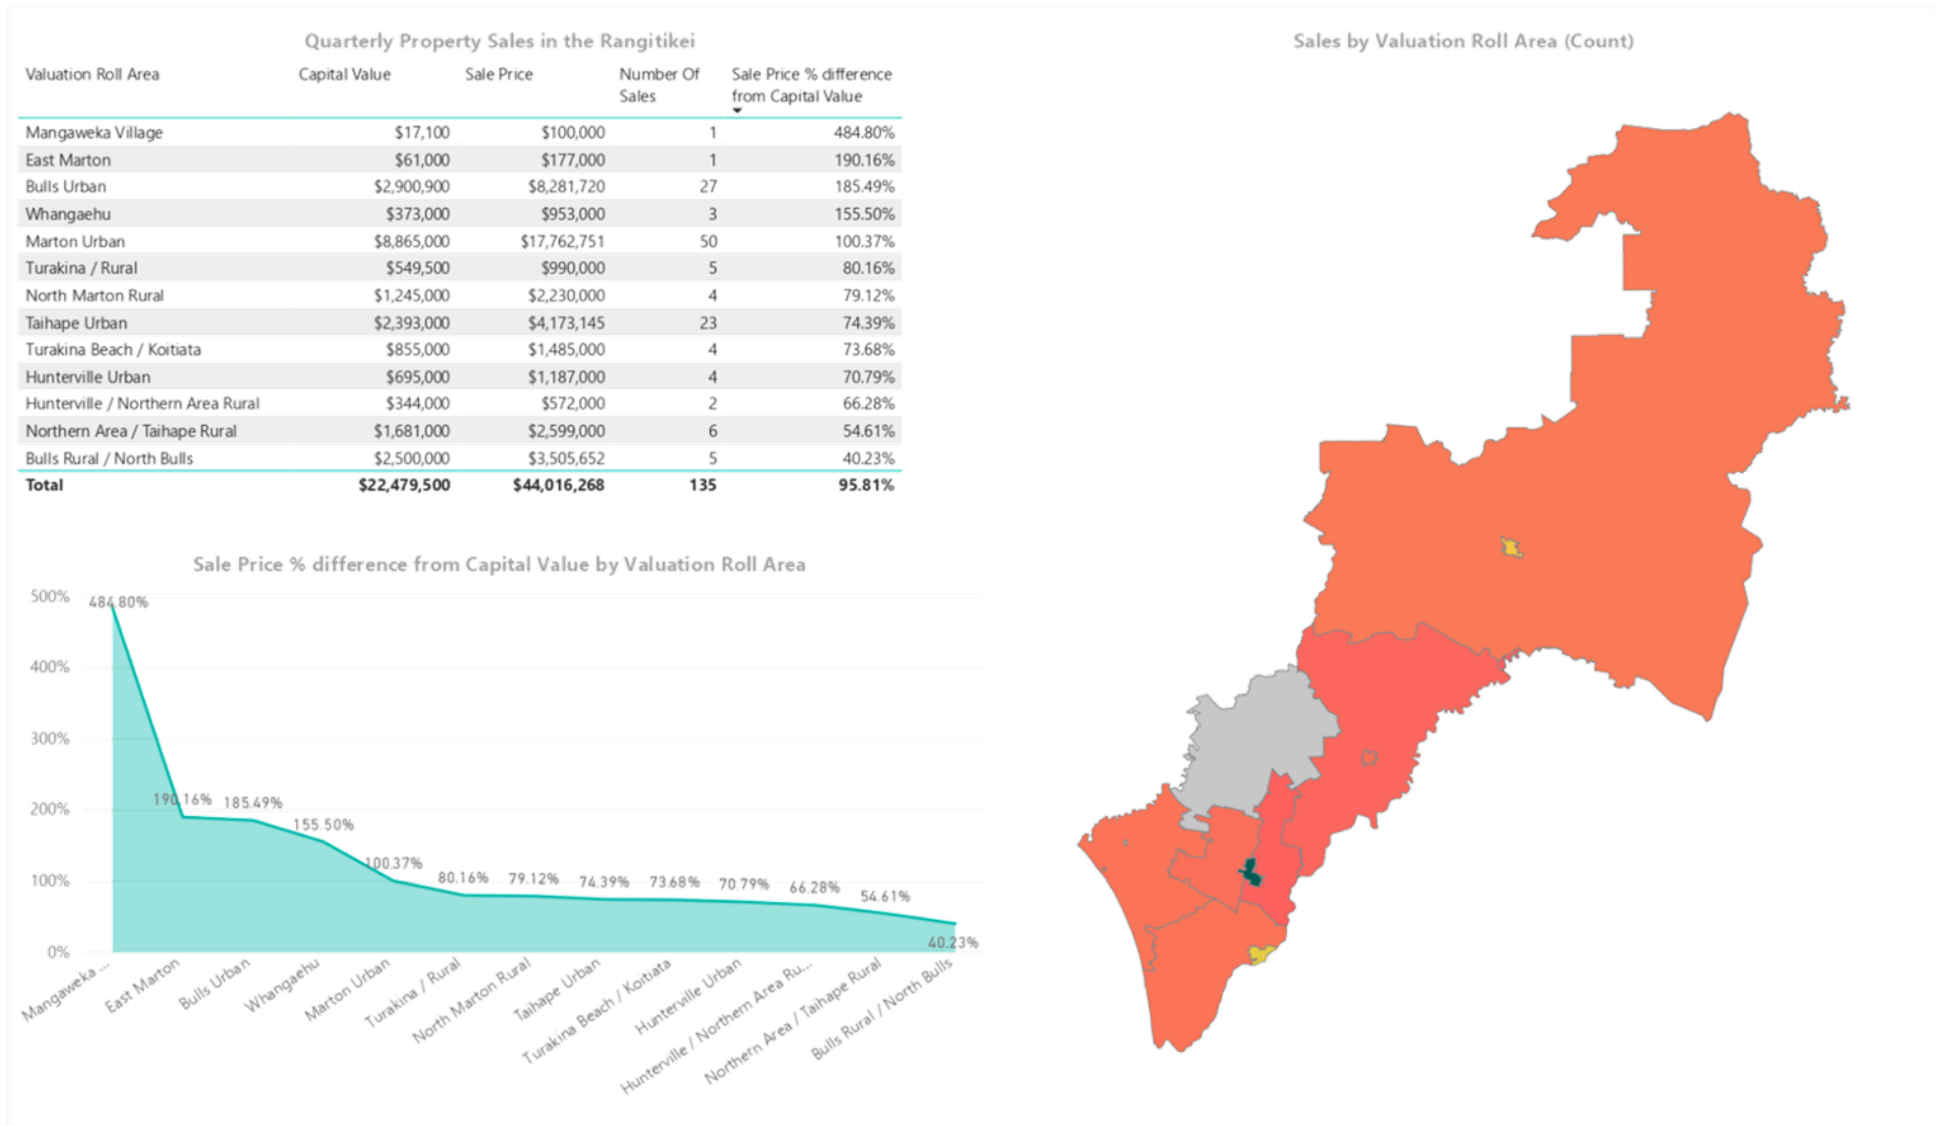 Quarterly Property Sales in the Rangitikei
Valuation Roll Area Capital Value Sale Price Number Of Sales Sale Price % difference from Capital Value
Mangaweka Village $17,100 $100,000 1 484.80%
East Marton $61,000 $177,000 1 190.16%
Bulls Urban $2,900,900 $8,281,720 27 185.49%
Whangaehu $373,000 $953,000 3 155.50%
Marton Urban $8,865,000 $17,762,751 50 100.37%
Turakina / Rural $549,500 $990,000 5 80.16%
North Marton Rural $1,245,000 $2,230,000 4 79.12%
Taihape Urban $2,393,000 $4,173,145 23 74.39%
Turakina Beach / Koitiata $855,000 $1,485,000 4 73.68%
Hunterville Urban $695,000 $1,187,000 4 70.79%
Hunterville / Northern Area Rural $344,000 $572,000 2 66.28%
Northern Area / Taihape Rural $1,681,000 $2,599,000 6 54.61%
Bulls Rural / North Bulls $2,500,000 $3,505,652 5 40.23%
Total $22,479,500 $44,016,268 135 95.81%
Sale Price % difference from Capital Value by Valuation Roll Area
500%
400%
300%
200%
100%
0%
484.80%
190.16%
185.49%
155.50%
100.37%
80.16%
79.12%
74.39%
73.68%
70.79%
66.28%
54.61%
40.23%
Mangaweka ...
East Marton
Bulls Urban
Whangaehu
Marton Urban
Turakina / Rural
North Marton Rural
Taihape Urban
Turakina Beach / Koitiata
Hunterville Urban
Hunterville / Northern Area Ru...
Northern Area / Taihape Rural
Bulls Rural / North Bulls
Sales by Valuation Roll Area (Count)